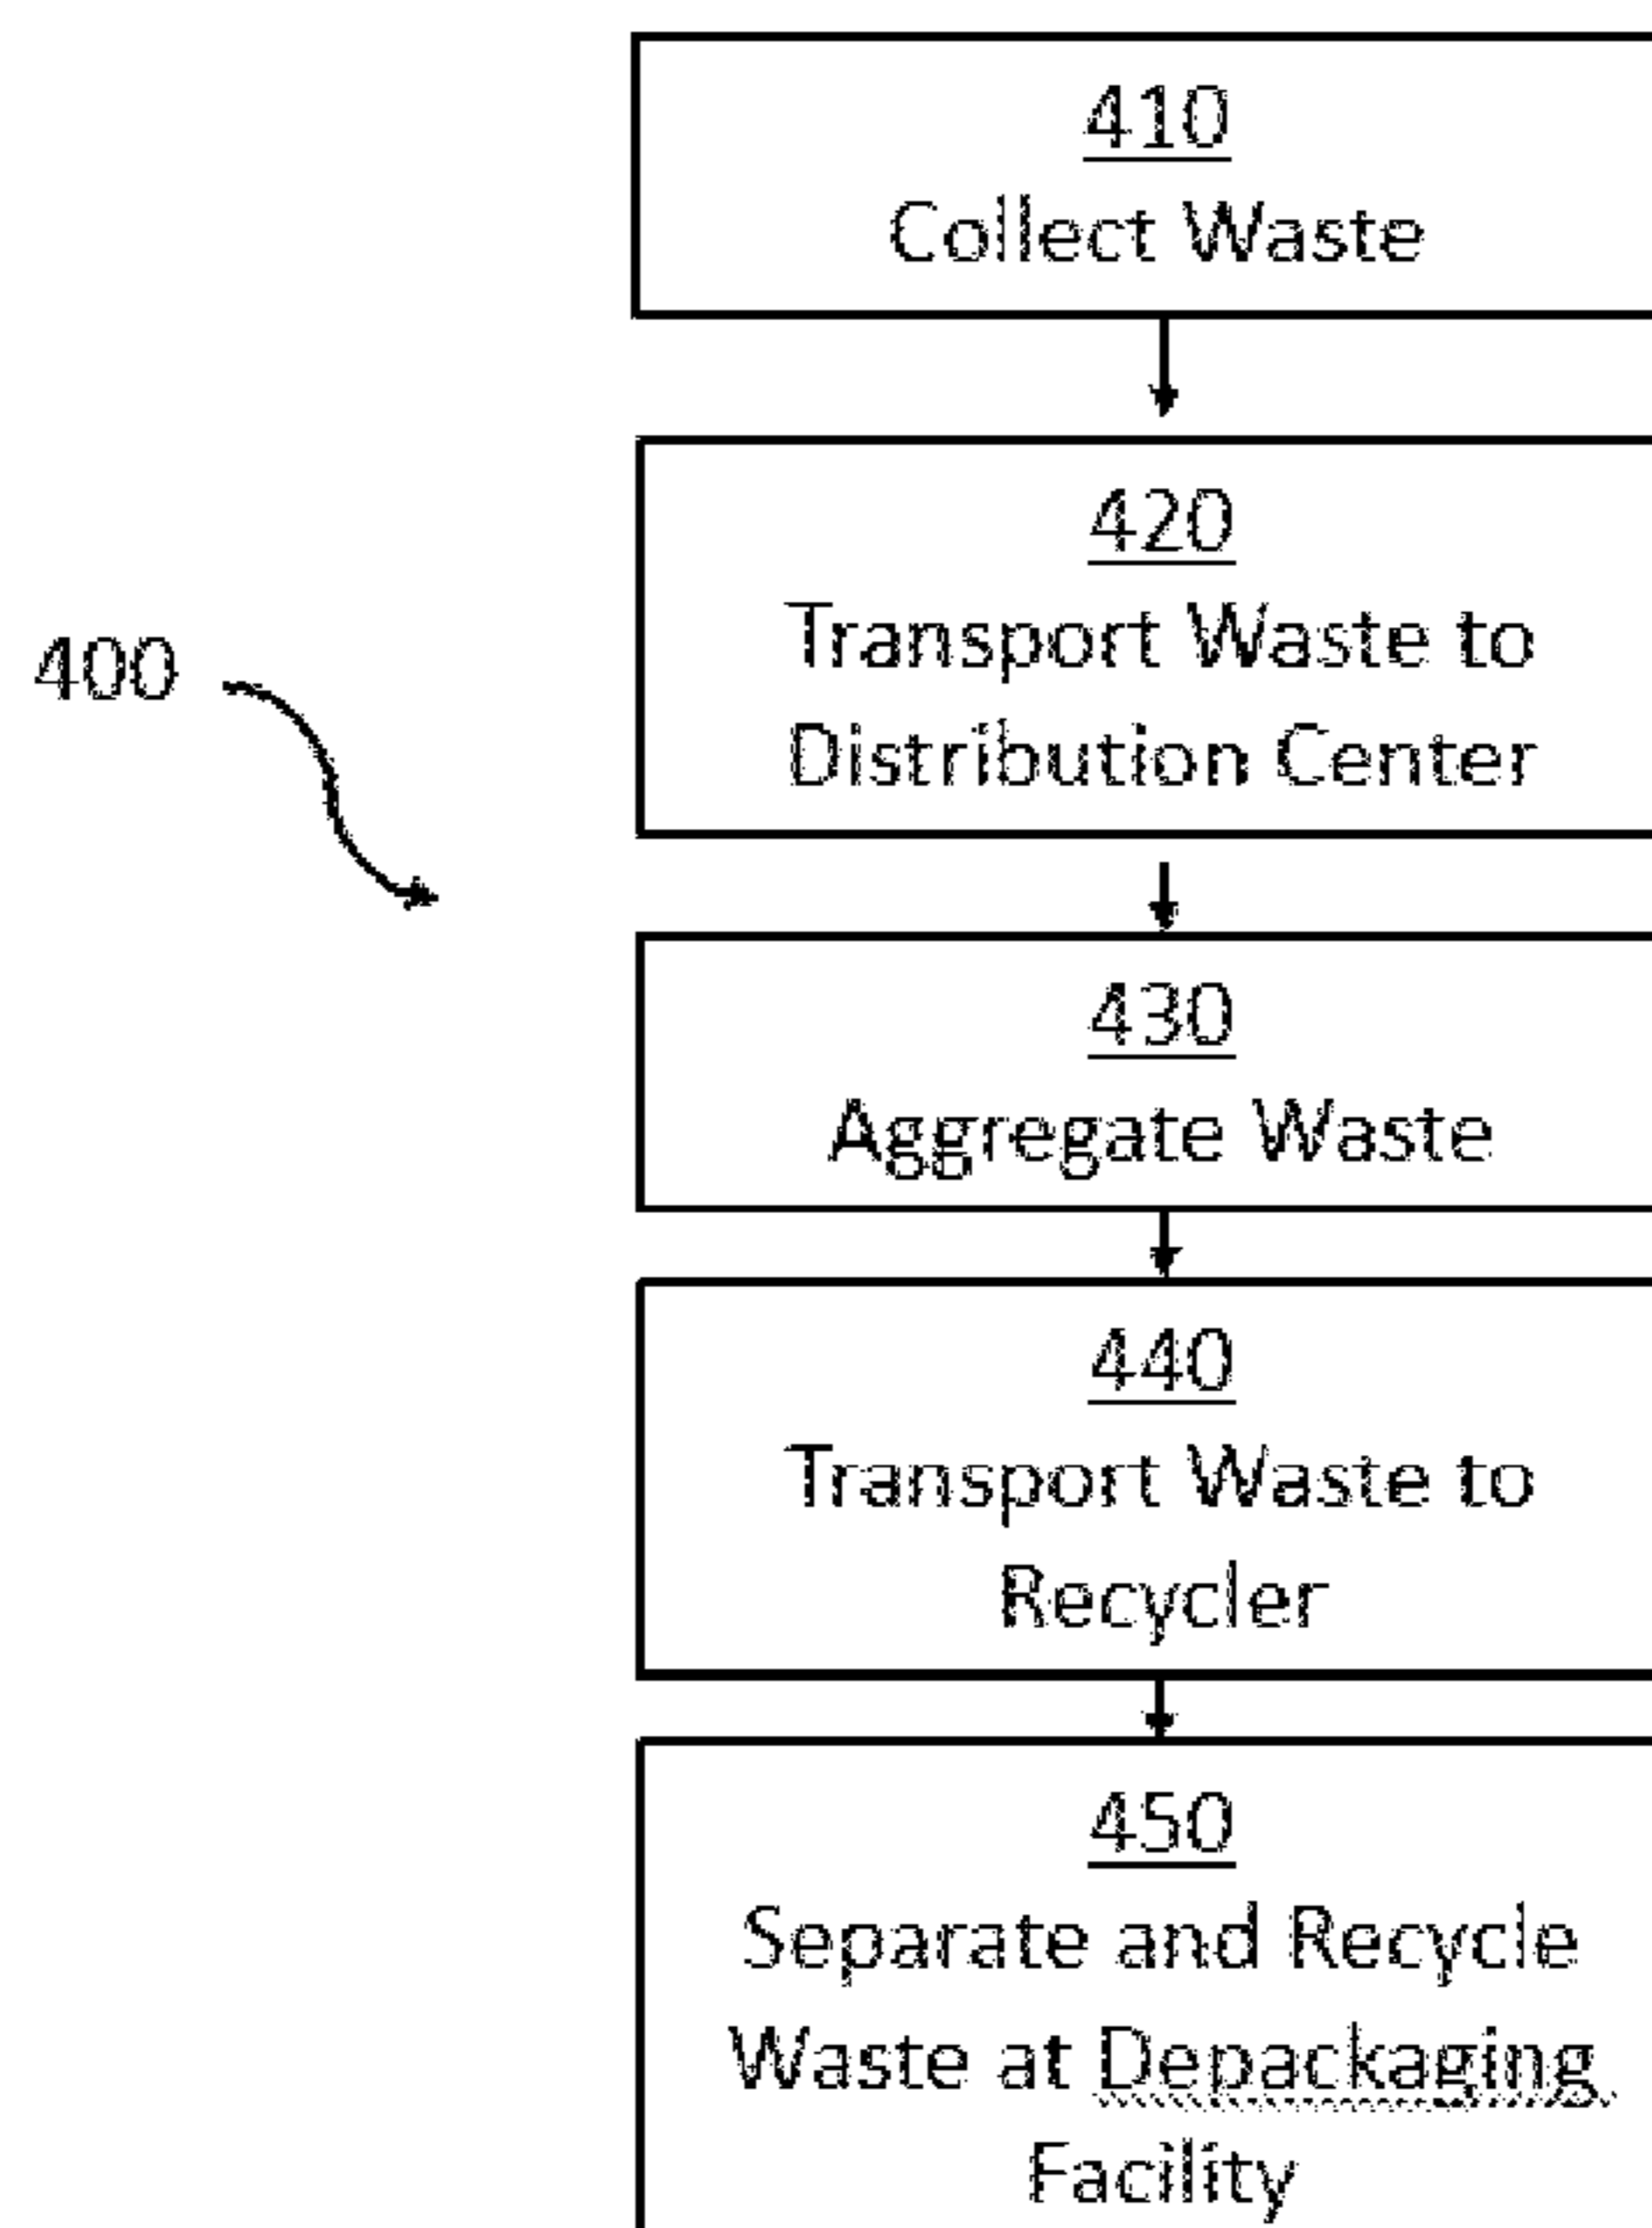 410
Collect Waste
420
Transport Waste to
Distribution Center
400
430
Aggregate Waste
440
Transport Waste to
Recycler
450
Separate and Recycle
Waste at Depackaging
Facility